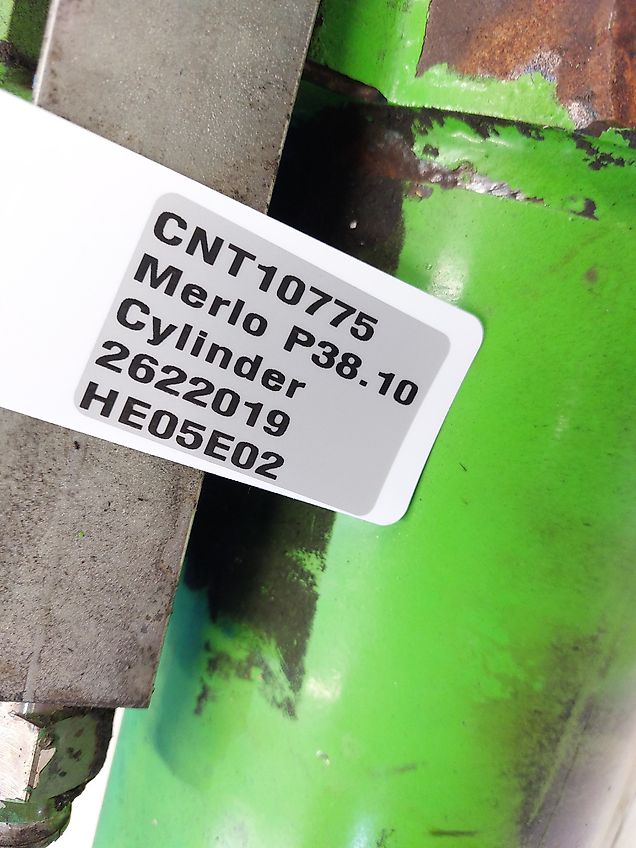 CNT10775
Merlo P38.10
Cylinder
2622019
HE05E02